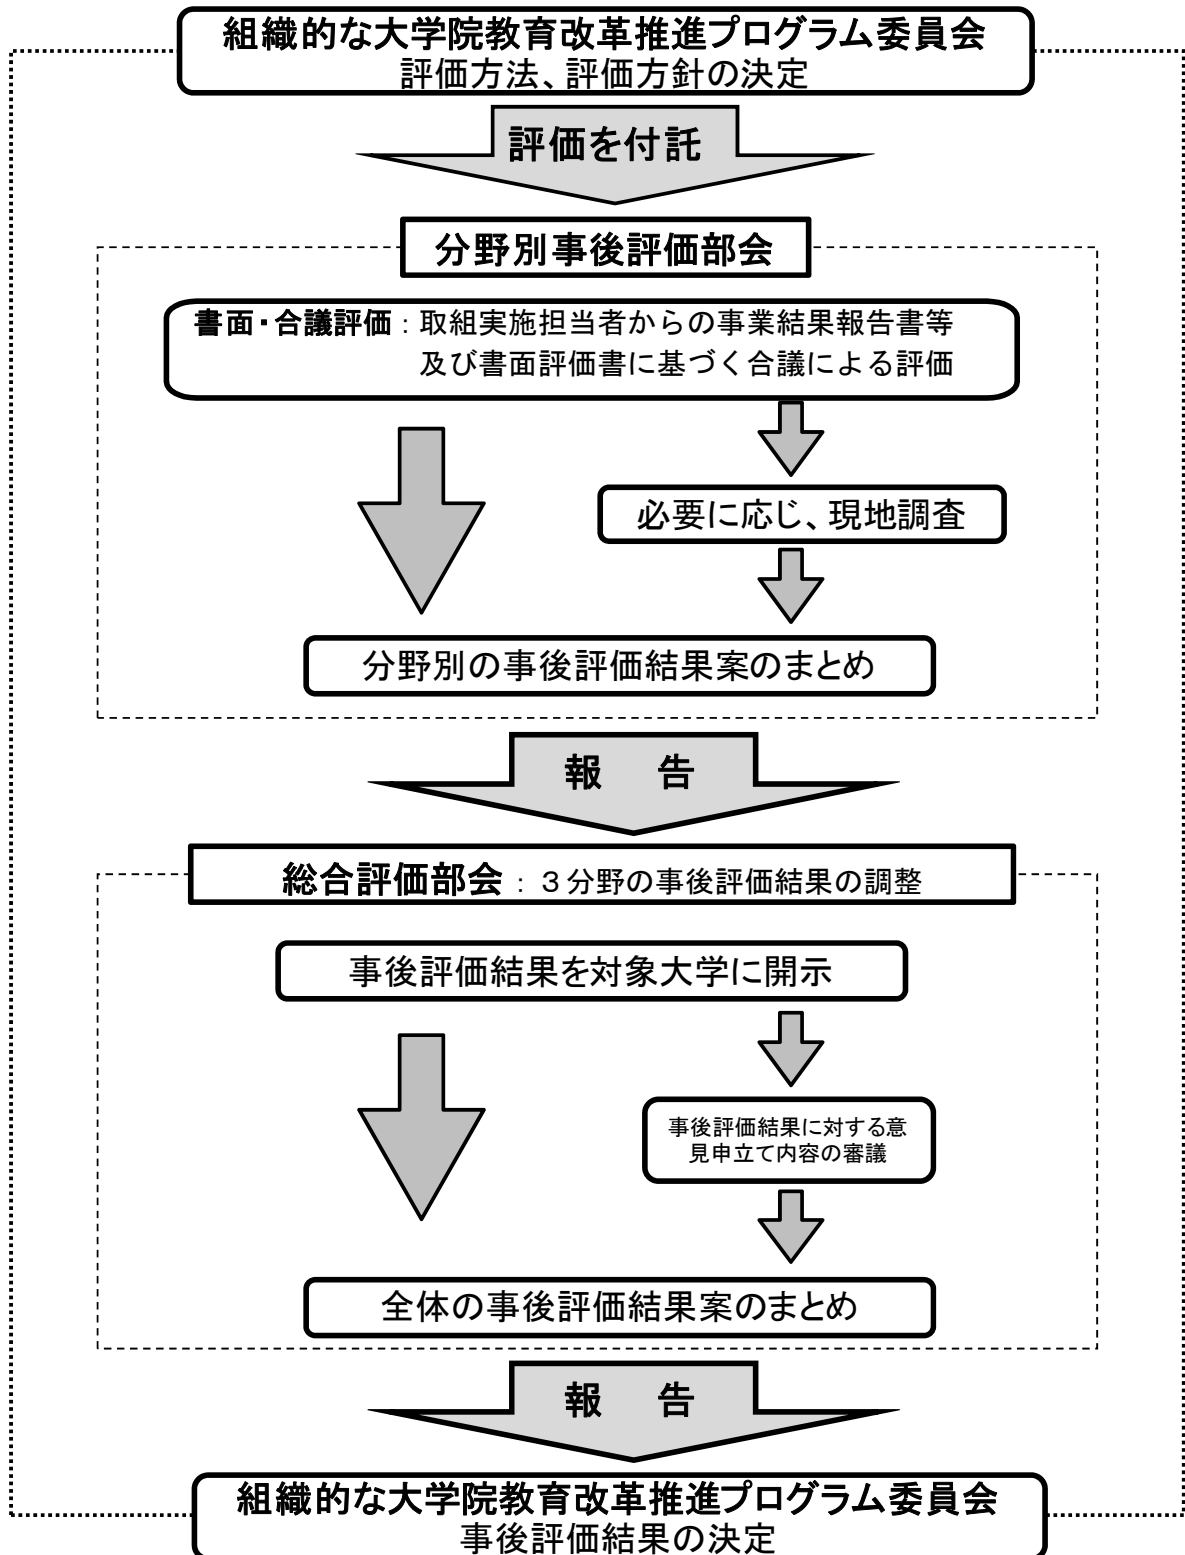 組織的な大学院教育改革推進プログラム委員会
評価方法、評価方針の決定
評価を付託
分野別事後評価部会
書面・合議評価：取組実施担当者からの事業結果報告書等
及び書面評価書に基づく合議による評価
必要に応じ、現地調査
分野別の事後評価結果案のまとめ
報　告
総合評価部会：３分野の事後評価結果の調整
事後評価結果を対象大学に開示
事後評価結果に対する意
見申立て内容の審議
全体の事後評価結果案のまとめ
報　告
組織的な大学院教育改革推進プログラム委員会
事後評価結果の決定